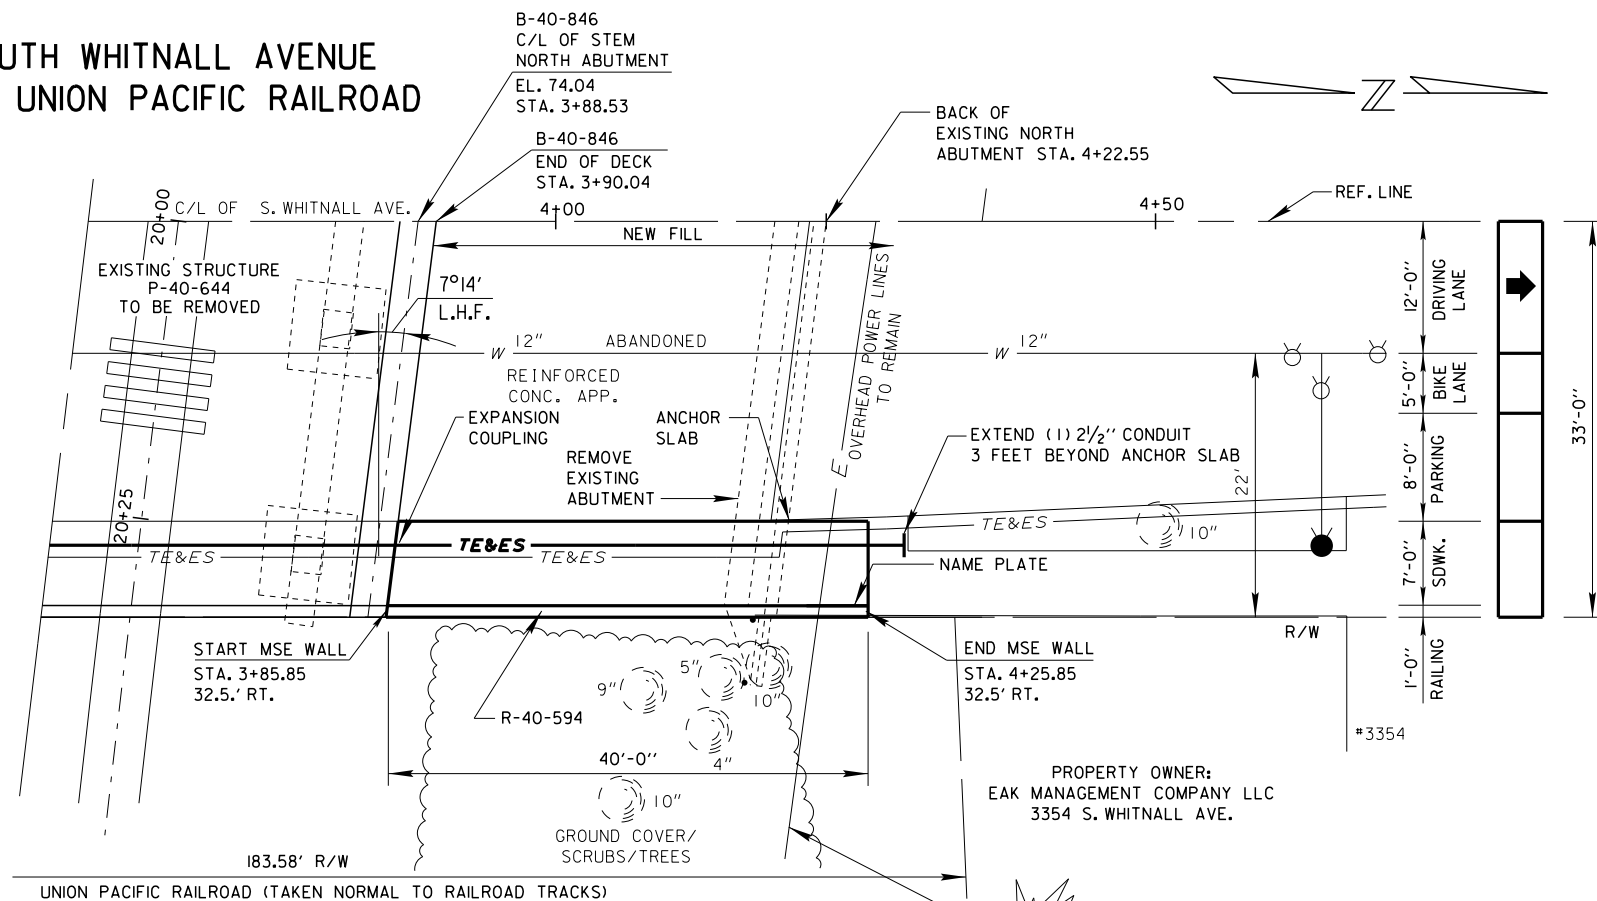 UTH WHITNALL AVENUE
UNION PACIFIC RAILROAD
B-40-846
C/L OF STEM
NORTH ABUTMENT
EL. 74.04
STA. 3+88.53
B-40-846
END OF DECK
STA. 3+90.04
BACK OF
EXISTING NORTH
ABUTMENT STA. 4+22.55
Z
20+00
C/L OF S. WHITNALL AVE.
4+00
4+50
REF. LINE
NEW FILL
EXISTING STRUCTURE
P-40-644
TO BE REMOVED
7°14'
L.H.F.
OVERHEAD POWER LINES
TO REMAIN
E
12'-0"
DRIVING
LANE
W 12" ABANDONED
W 12"
REINFORCED
CONC. APP.
5'-0"
BIKE
LANE
33'-0"
EXPANSION
COUPLING
ANCHOR
SLAB
REMOVE
EXISTING
ABUTMENT
EXTEND (1) 2½" CONDUIT
3 FEET BEYOND ANCHOR SLAB
22'
8'-0"
PARKING
20+25
TE&ES
TE&ES
TE&ES
TE&ES
10"
NAME PLATE
7'-0"
SDWK.
R/W
START MSE WALL
STA. 3+85.85
32.5.' RT.
END MSE WALL
STA. 4+25.85
32.5' RT.
1'-0"
RAILING
9"
5"
10"
4"
10"
R-40-594
#3354
40'-0"
PROPERTY OWNER:
EAK MANAGEMENT COMPANY LLC
3354 S. WHITNALL AVE.
GROUND COVER/
SCRUBS/TREES
183.58' R/W
UNION PACIFIC RAILROAD (TAKEN NORMAL TO RAILROAD TRACKS)